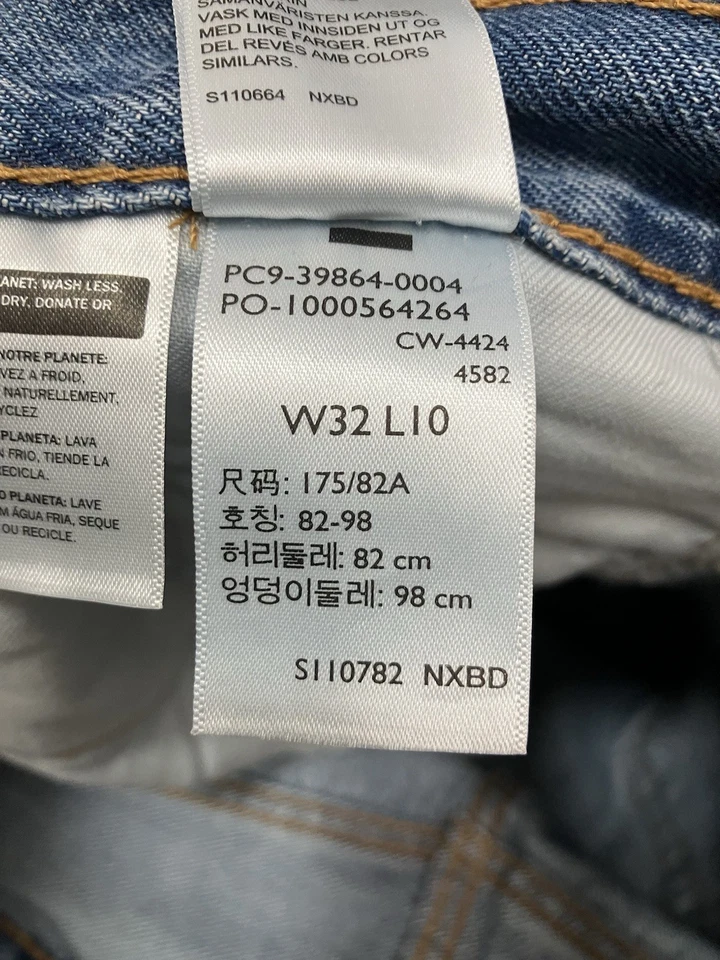 SAMANVÄRISTEN KANSSA.
VASK MED INNSIDEN UT OG
MED LIKE FARGER. RENTAR
DEL REVÉS AMB COLORS
SIMILARS.
S110664 NXBD
PC9-39864-0004
PO-1000564264
CW-4424
4582
W32 L10
尺码: 175/82A
호칭: 82-98
허리둘레: 82 cm
엉덩이둘레: 98 cm
S110782 NXBD
ANET: WASH LESS,
DRY, DONATE OR
NOTRE PLANETE:
VEZ A FROID,
NATURELLEMENT,
YCLEZ
PLANETA: LAVA
N FRIO, TIENDE LA
RECICLA.
O PLANETA: LAVE
M ÁGUA FRIA, SEQUE
OU RECICLE.